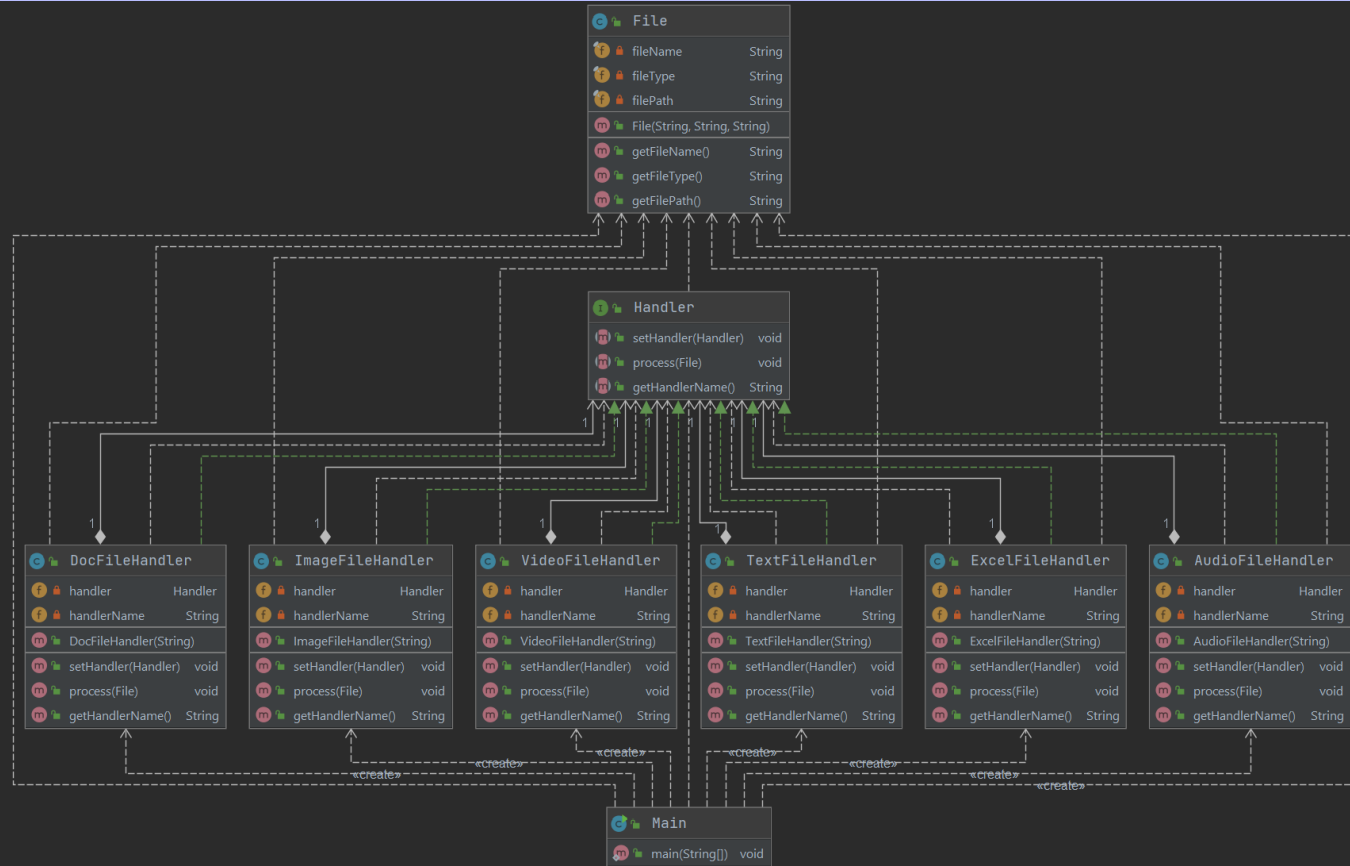 File
fileName String
fileType String
filePath String
File(String, String, String)
getFileName() String
getFileType() String
getFilePath() String
Handler
setHandler(Handler) void
process(File) void
getHandlerName() String
1 1 1 1 1 1
1 1 1 1 1 1
DocFileHandler
handler Handler
handlerName String
DocFileHandler(String)
setHandler(Handler) void
process(File) void
getHandlerName() String
ImageFileHandler
handler Handler
handlerName String
ImageFileHandler(String)
setHandler(Handler) void
process(File) void
getHandlerName() String
VideoFileHandler
handler Handler
handlerName String
VideoFileHandler(String)
setHandler(Handler) void
process(File) void
getHandlerName() String
TextFileHandler
handler Handler
handlerName String
TextFileHandler(String)
setHandler(Handler) void
process(File) void
getHandlerName() String
ExcelFileHandler
handler Handler
handlerName String
ExcelFileHandler(String)
setHandler(Handler) void
process(File) void
getHandlerName() String
AudioFileHandler
handler Handler
handlerName String
AudioFileHandler(String)
setHandler(Handler) void
process(File) void
getHandlerName() String
«create» «create»
«create» «create»
«create» «create»
«create»
Main
main(String[]) void